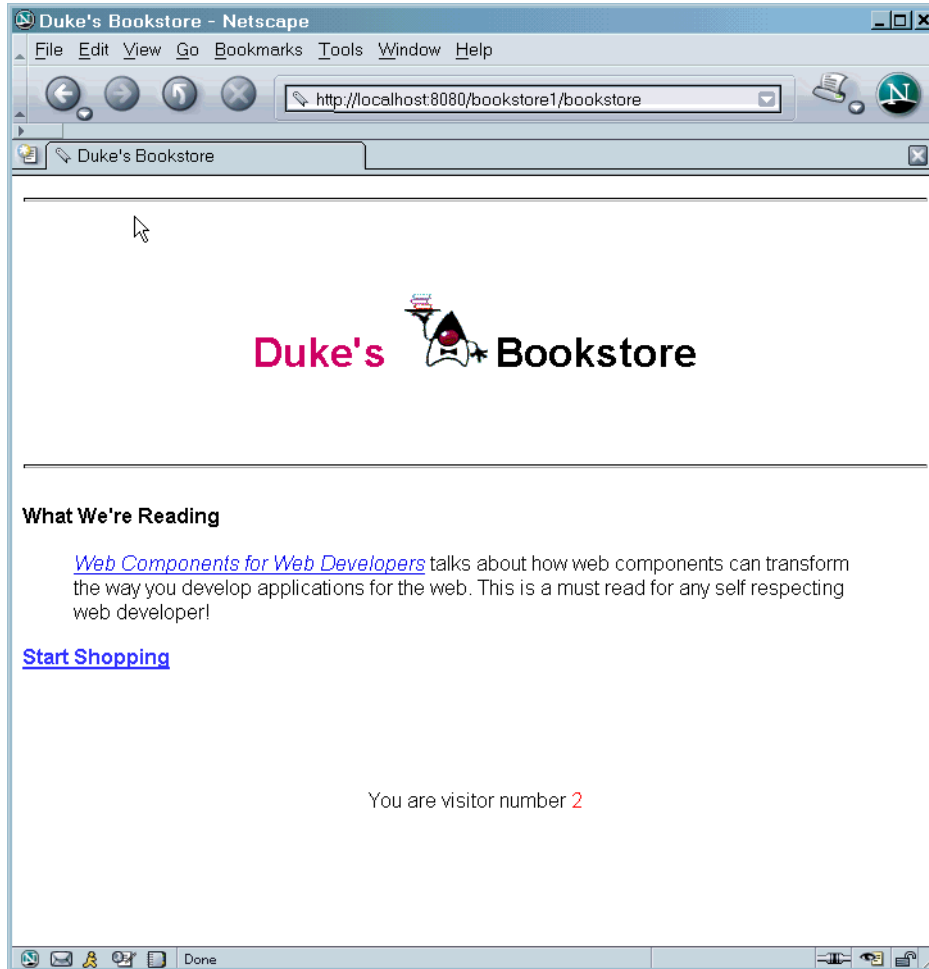 Duke's Bookstore - Netscape
File Edit View Go Bookmarks Tools Window Help
http://localhost:8080/bookstore1/bookstore
N
Duke's Bookstore
Duke's Bookstore
What We're Reading
Web Components for Web Developers talks about how web components can transform
the way you develop applications for the web. This is a must read for any self respecting
web developer!
Start Shopping
You are visitor number 2
Done